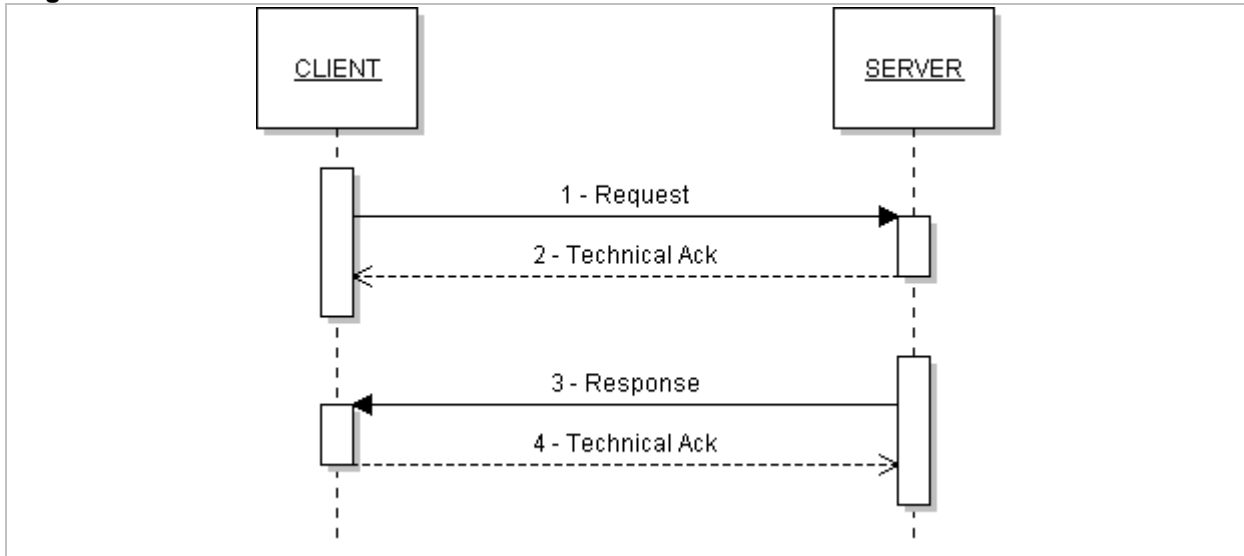 CLIENT
SERVER
1 - Request
2 - Technical Ack
3 - Response
4 - Technical Ack